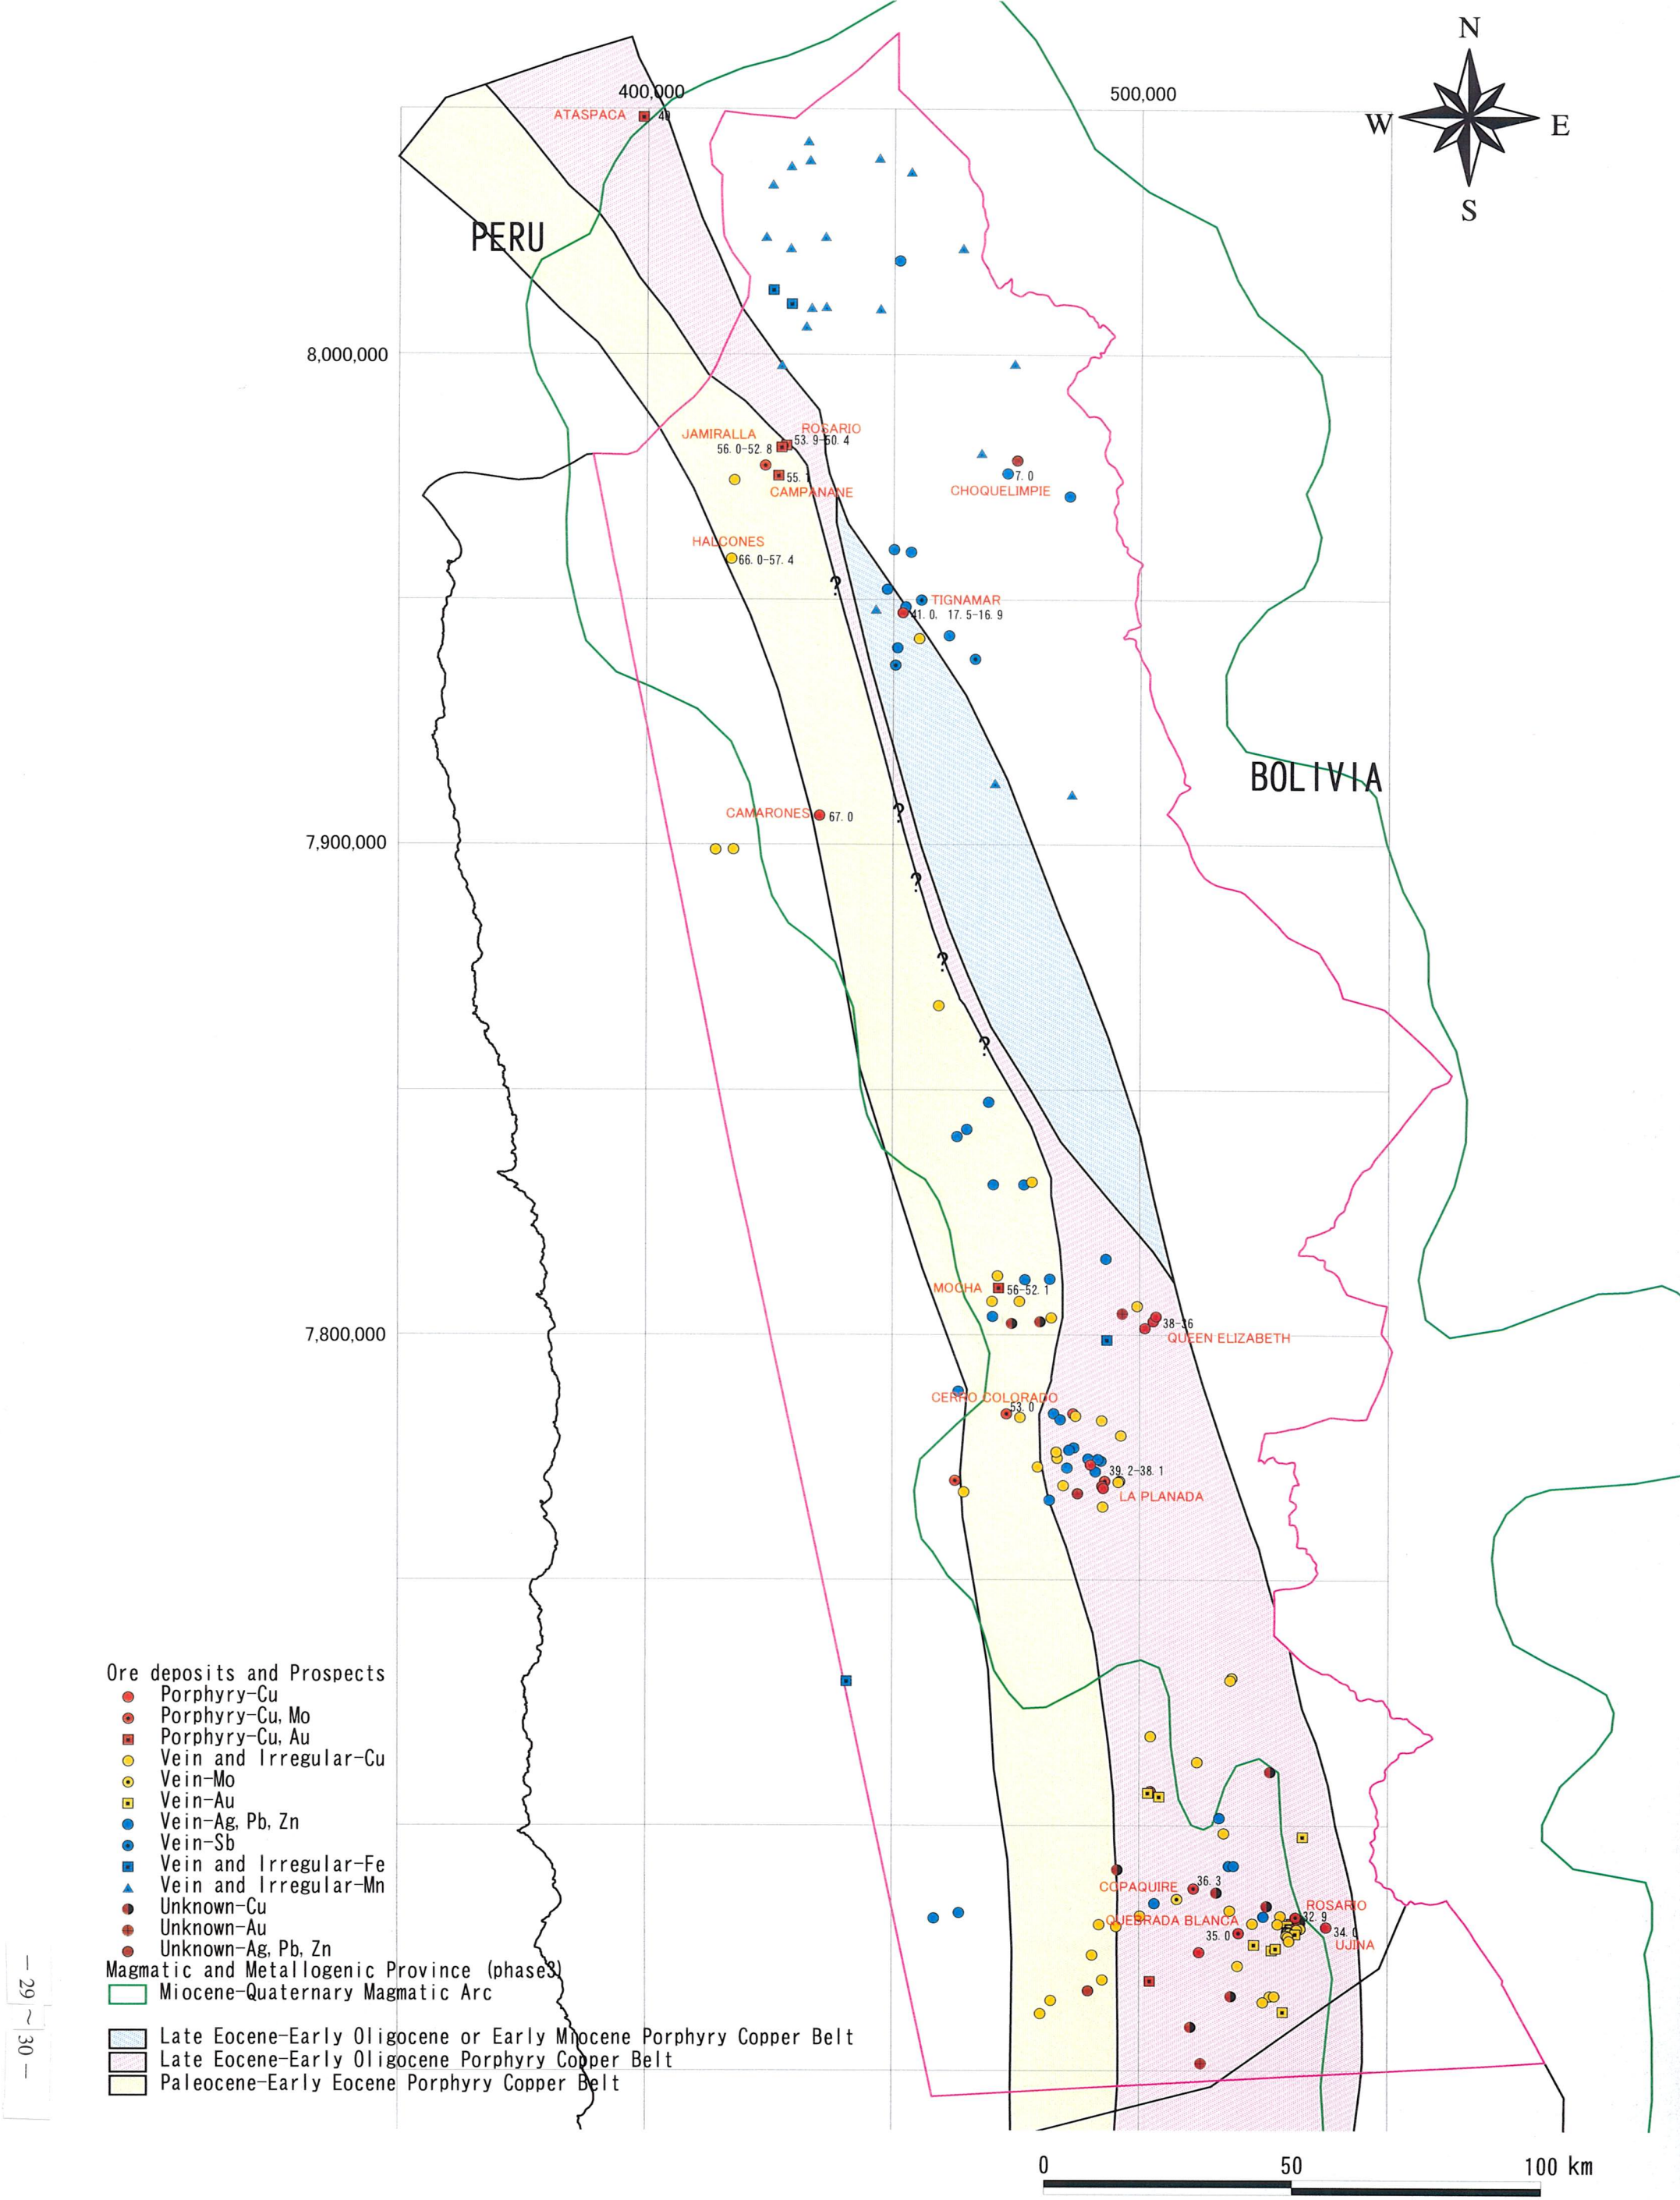 N
400,000
500,000
W
E
ATASPACA
40
S
PERU
8,000,000
ROSARIO
JAMIRALLA
53. 9-50. 4
56. 0-52. 8
7. 0
55. 1
CAMPANANE
CHOQUELIMPIE
HALCONES
66. 0-57. 4
?
TIGNAMAR
41. 0, 17. 5-16. 9
BOLIVIA
?
CAMARONES
67. 0
7,900,000
?
?
?
MOCHA
56-52. 1
38-36
7,800,000
QUEEN ELIZABETH
CERRO COLORADO
53. 0
39. 2-38. 1
LA PLANADA
Ore deposits and Prospects
Porphyry-Cu
Porphyry-Cu, Mo
Porphyry-Cu, Au
Vein and Irregular-Cu
Vein-Mo
Vein-Au
Vein-Ag, Pb, Zn
Vein-Sb
Vein and Irregular-Fe
Vein and Irregular-Mn
Unknown-Cu
Unknown-Au
Unknown-Ag, Pb, Zn
Magmatic and Metallogenic Province (phase3)
Miocene-Quaternary Magmatic Arc
Late Eocene-Early Oligocene or Early Miocene Porphyry Copper Belt
Late Eocene-Early Oligocene Porphyry Copper Belt
Paleocene-Early Eocene Porphyry Copper Belt
36. 3
COPAQUIRE
ROSARIO
32. 9
QUEBRADA BLANCA
35. 0
34. 0
UJINA
— 29 ~ 30 —
0
50
100 km